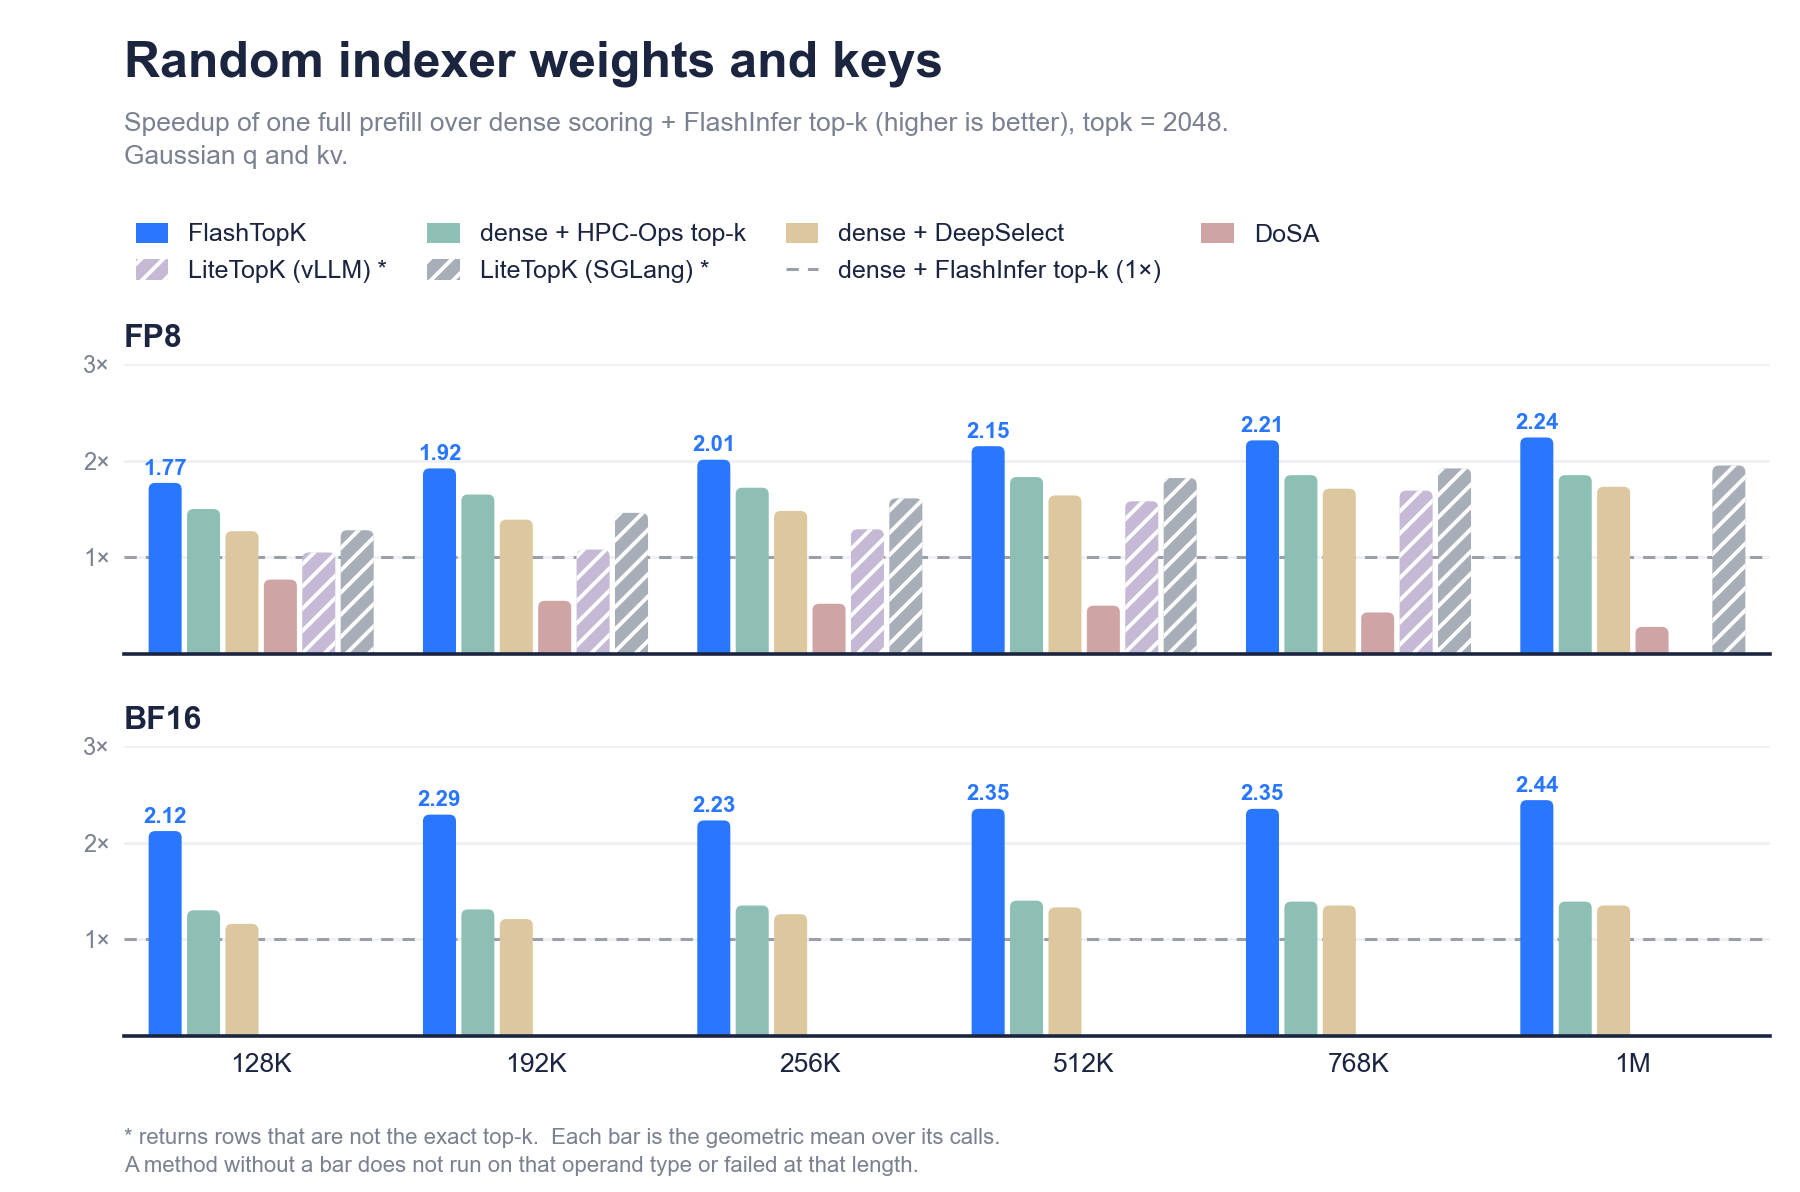 Random indexer weights and keys
Speedup of one full prefill over dense scoring + FlashInfer top-k (higher is better), topk = 2048.
Gaussian q and kv.
FlashTopK
dense + HPC-Ops top-k
dense + DeepSelect
DoSA
LiteTopK (vLLM) *
LiteTopK (SGLang) *
dense + FlashInfer top-k (1×)
FP8
3×
2×
1×
1.77
1.92
2.01
2.15
2.21
2.24
BF16
3×
2×
1×
2.12
2.29
2.23
2.35
2.35
2.44
128K
192K
256K
512K
768K
1M
* returns rows that are not the exact top-k.  Each bar is the geometric mean over its calls.
A method without a bar does not run on that operand type or failed at that length.